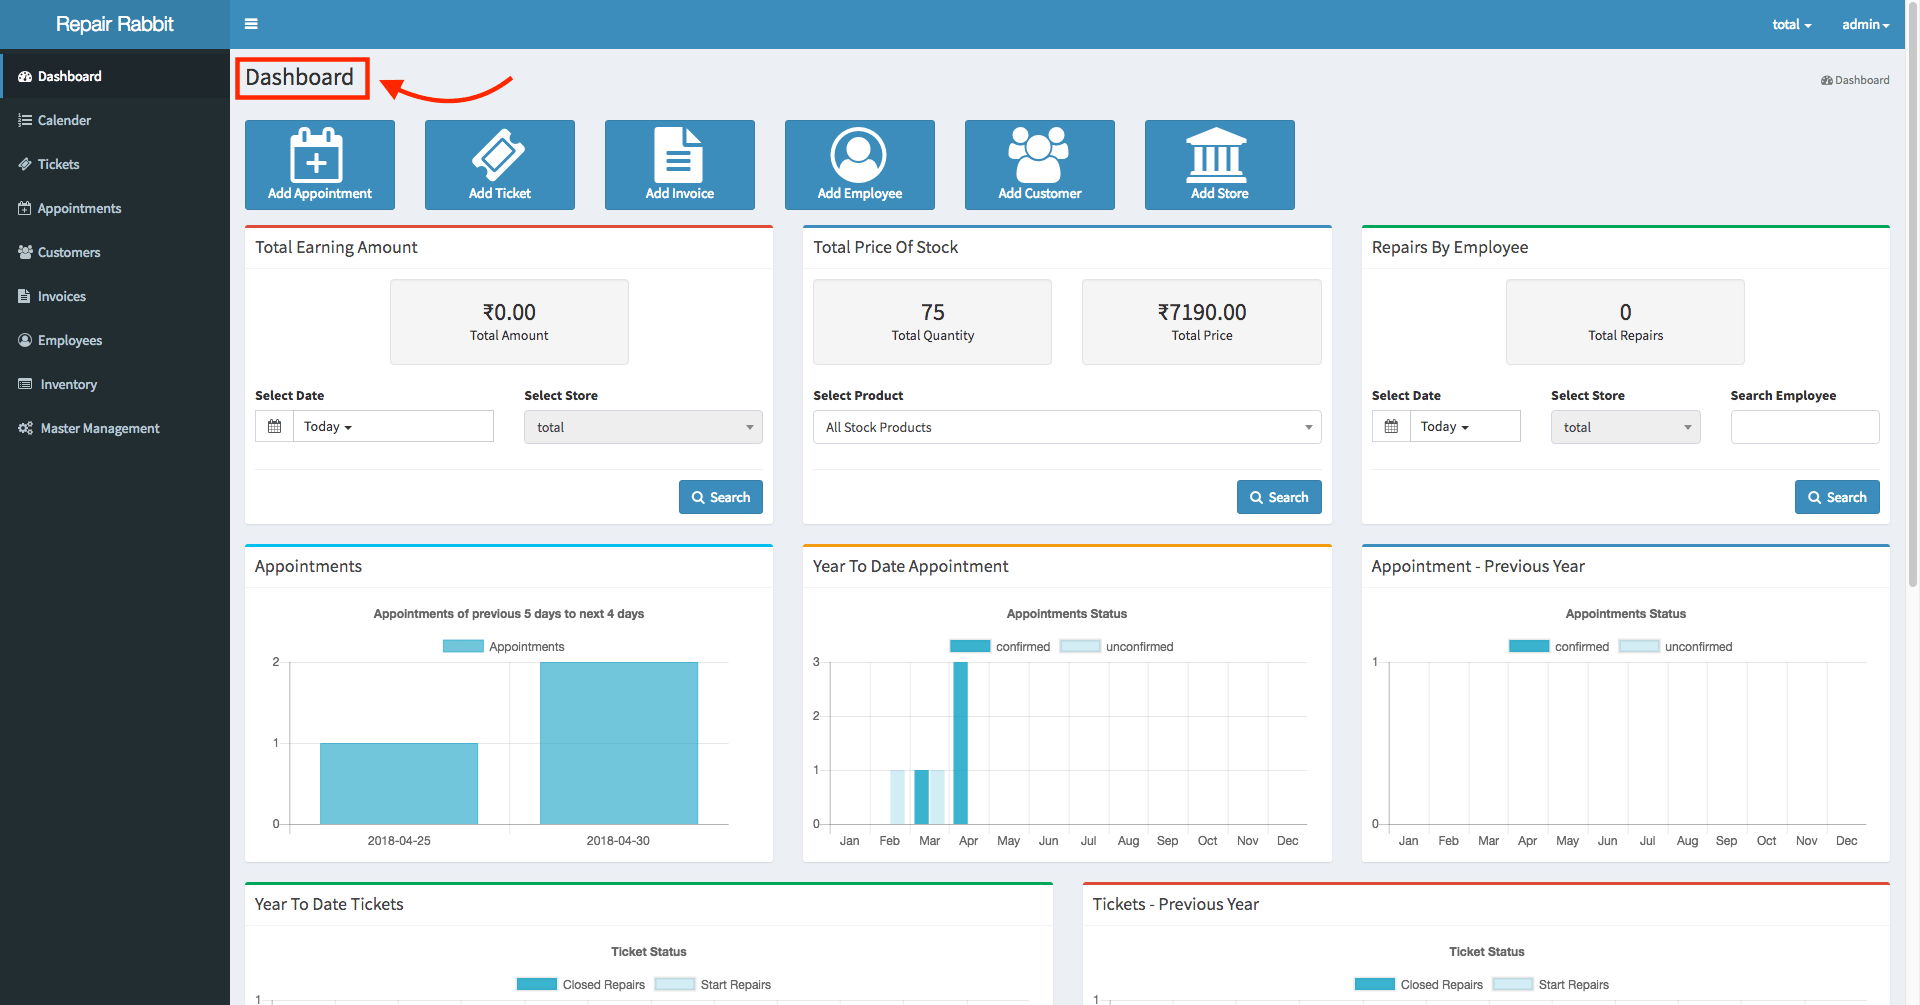 Repair Rabbit
total
admin
Dashboard
Calender
Tickets
Appointments
Customers
Invoices
Employees
Inventory
Master Management
Dashboard
Dashboard
Add Appointment
Add Ticket
Add Invoice
Add Employee
Add Customer
Add Store
Total Earning Amount
₹0.00
Total Amount
Select Date
Select Store
Today
total
Search
Total Price Of Stock
75
Total Quantity
₹7190.00
Total Price
Select Product
All Stock Products
Search
Repairs By Employee
0
Total Repairs
Select Date
Select Store
Search Employee
Today
total
Search
Appointments
Appointments of previous 5 days to next 4 days
Appointments
2
1
0
2018-04-25
2018-04-30
Year To Date Appointment
Appointments Status
confirmed
unconfirmed
3
2
1
0
Jan Feb Mar Apr May Jun Jul Aug Sep Oct Nov Dec
Appointment - Previous Year
Appointments Status
confirmed
unconfirmed
1
0
Jan Feb Mar Apr May Jun Jul Aug Sep Oct Nov Dec
Year To Date Tickets
Ticket Status
Closed Repairs
Start Repairs
1
Tickets - Previous Year
Ticket Status
Closed Repairs
Start Repairs
1